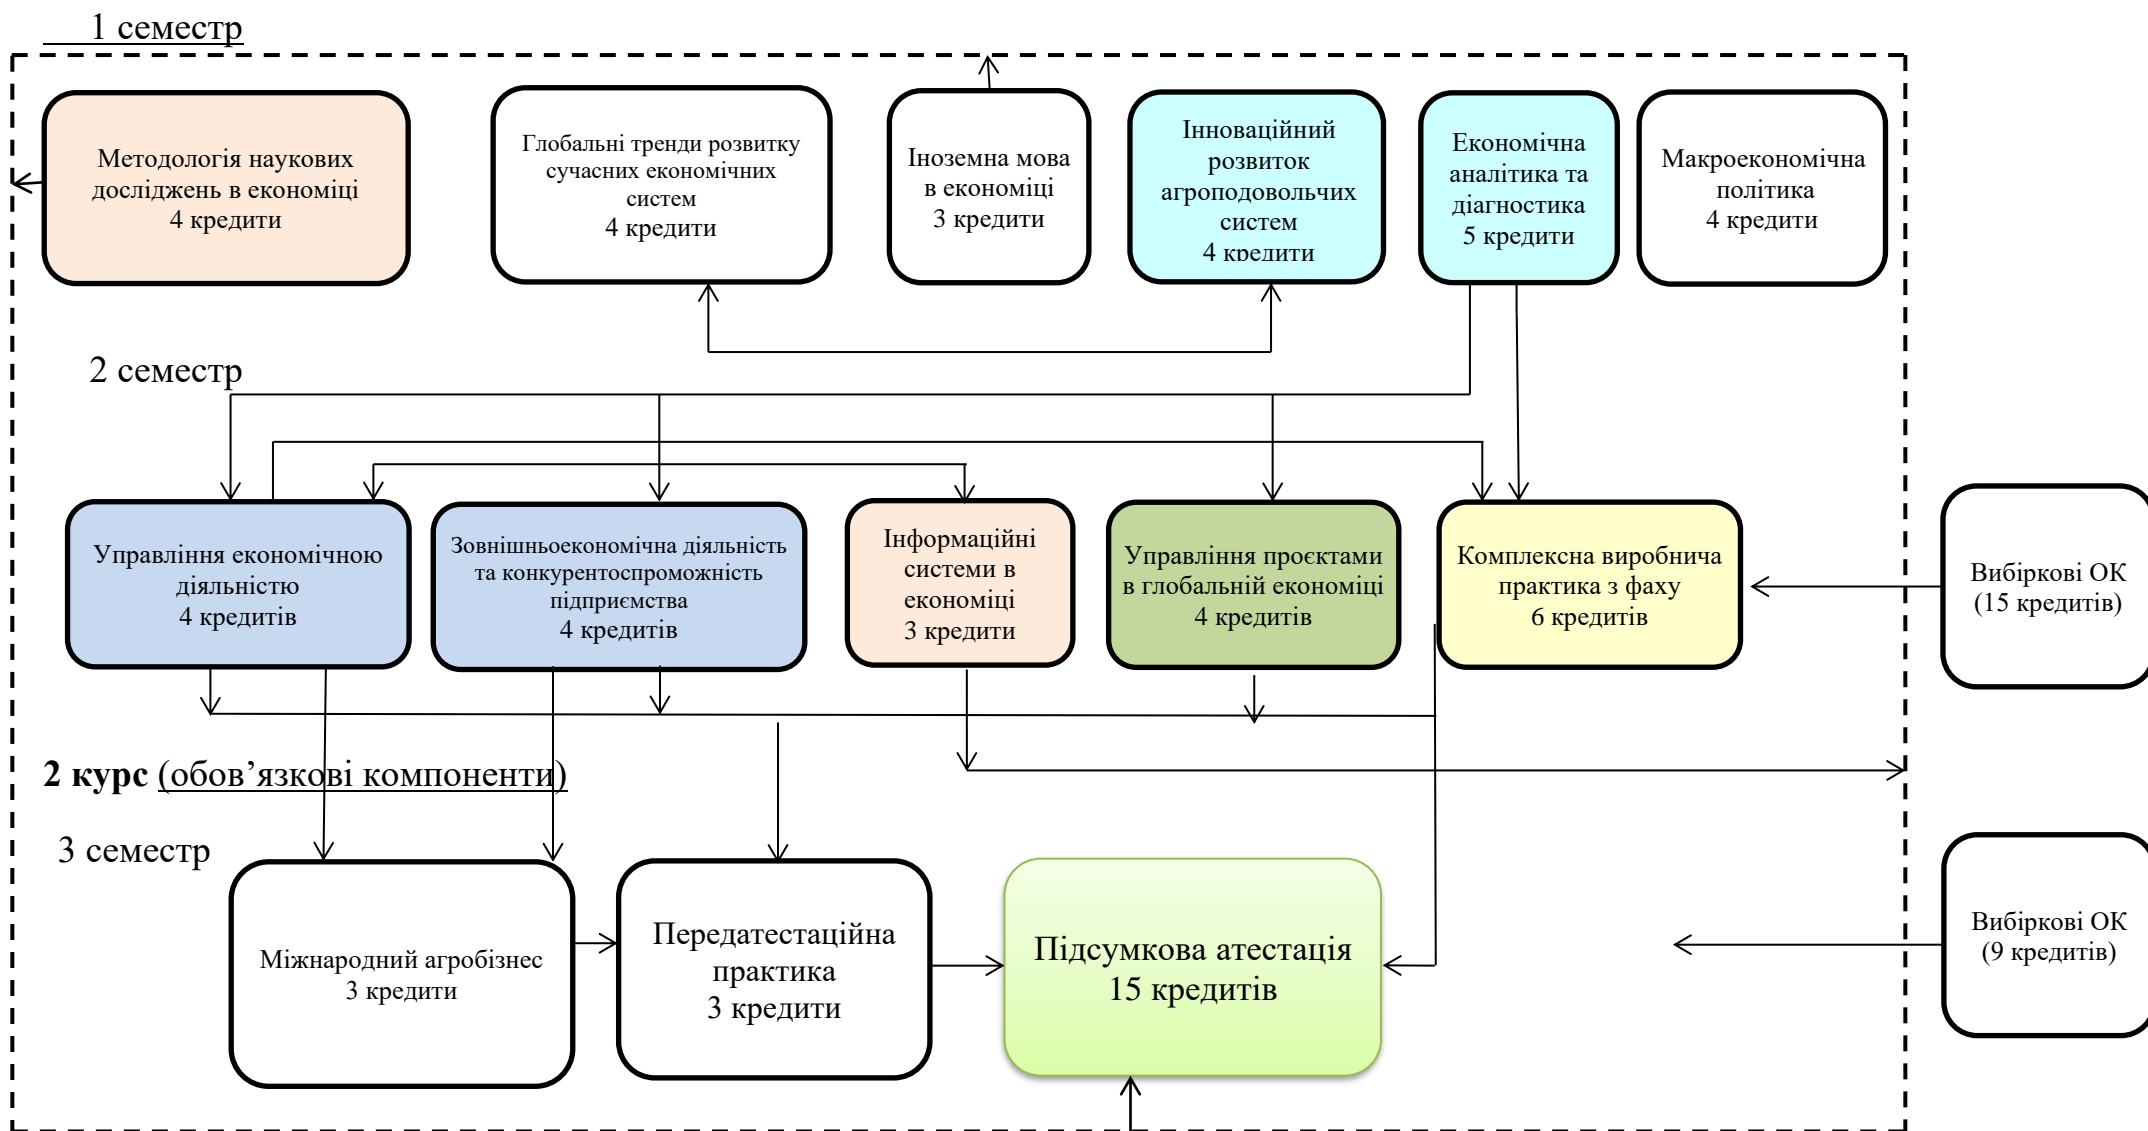 1 семестр
Методологія наукових
досліджень в економіці
4 кредити
Глобальні тренди розвитку
сучасних економічних
систем
4 кредити
Іноземна мова
в економіці
3 кредити
Інноваційний
розвиток
агроподовольчих
систем
4 кредити
Економічна
аналітика та
діагностика
5 кредити
Макроекономічна
політика
4 кредити
2 семестр
Управління економічною
діяльністю
4 кредитів
Зовнішньоекономічна діяльність
та конкурентоспроможність
підприємства
4 кредитів
Інформаційні
системи в
економіці
3 кредити
Управління проєктами
в глобальній економіці
4 кредитів
Комплексна виробнича
практика з фаху
6 кредитів
Вибіркові ОК
(15 кредитів)
2 курс (обов’язкові компоненти)
3 семестр
Міжнародний агробізнес
3 кредити
Передатестаційна
практика
3 кредити
Підсумкова атестація
15 кредитів
Вибіркові ОК
(9 кредитів)